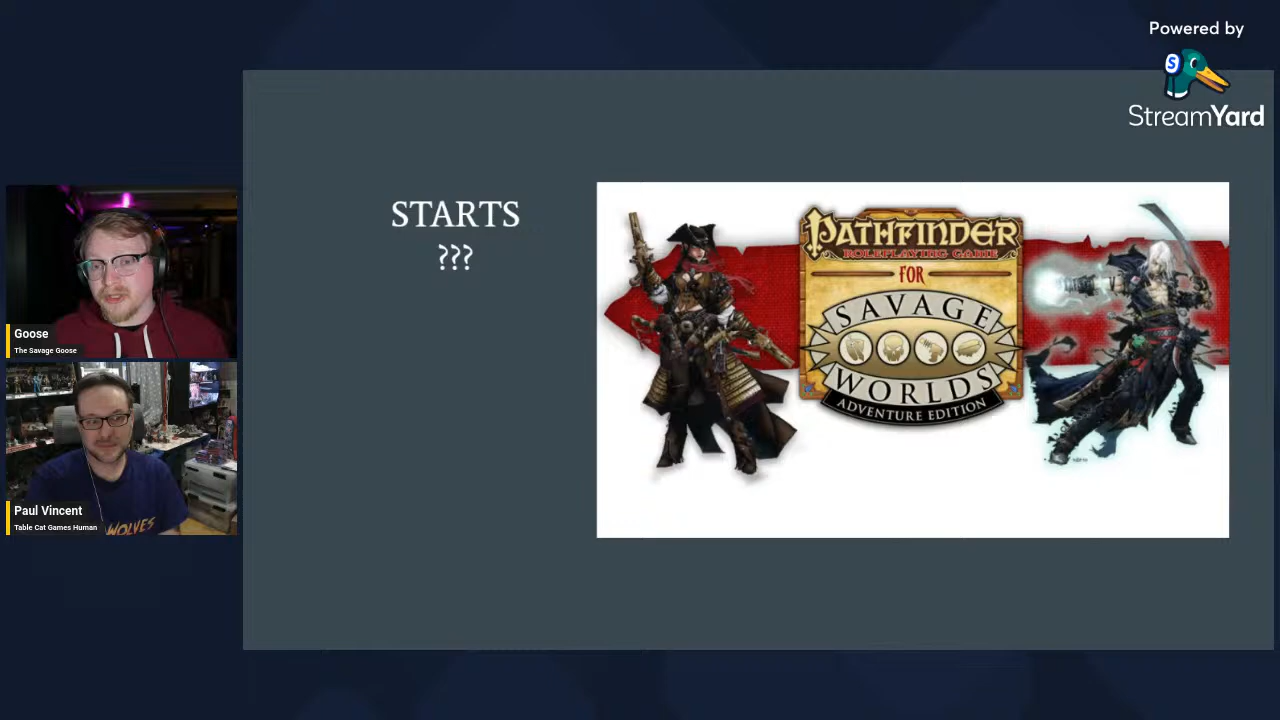 Powered by
S
StreamYard
STARTS
???
PATHFINDER
ROLEPLAYING GAME
FOR
SAVAGE
WORLDS
ADVENTURE EDITION
Goose
The Savage Goose
Paul Vincent
Table Cat Games Human
WOLVES